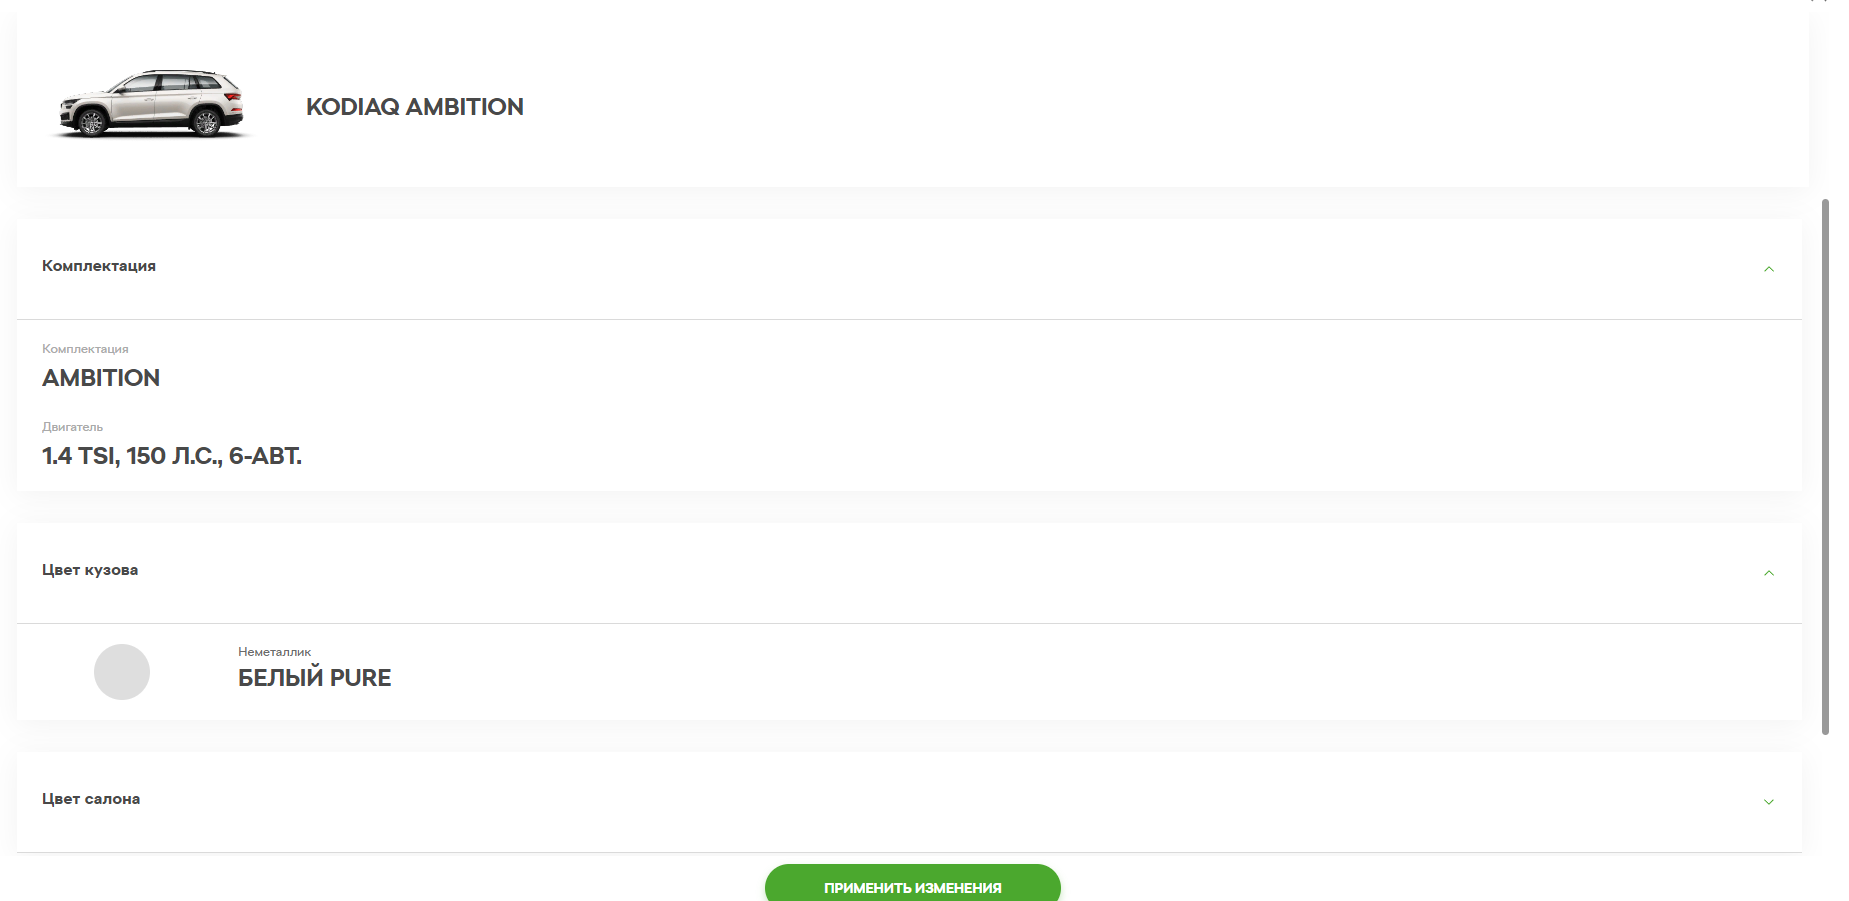 KODIAQ AMBITION
Комплектация
Комплектация
AMBITION
Двигатель
1.4 TSI, 150 Л.С., 6-АВТ.
Цвет кузова
Неметаллик
БЕЛЫЙ PURE
Цвет салона
ПРИМЕНИТЬ ИЗМЕНЕНИЯ